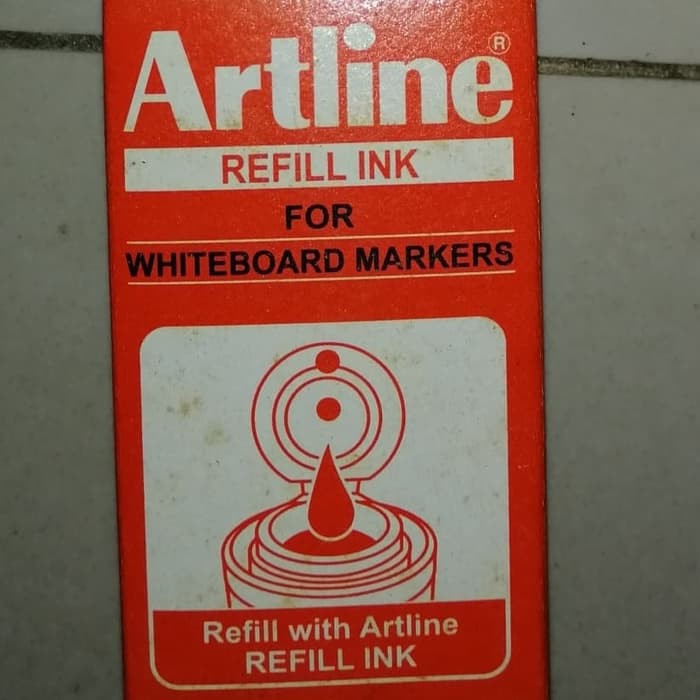 Artline®
REFILL INK
FOR
WHITEBOARD MARKERS
Refill with Artline
REFILL INK